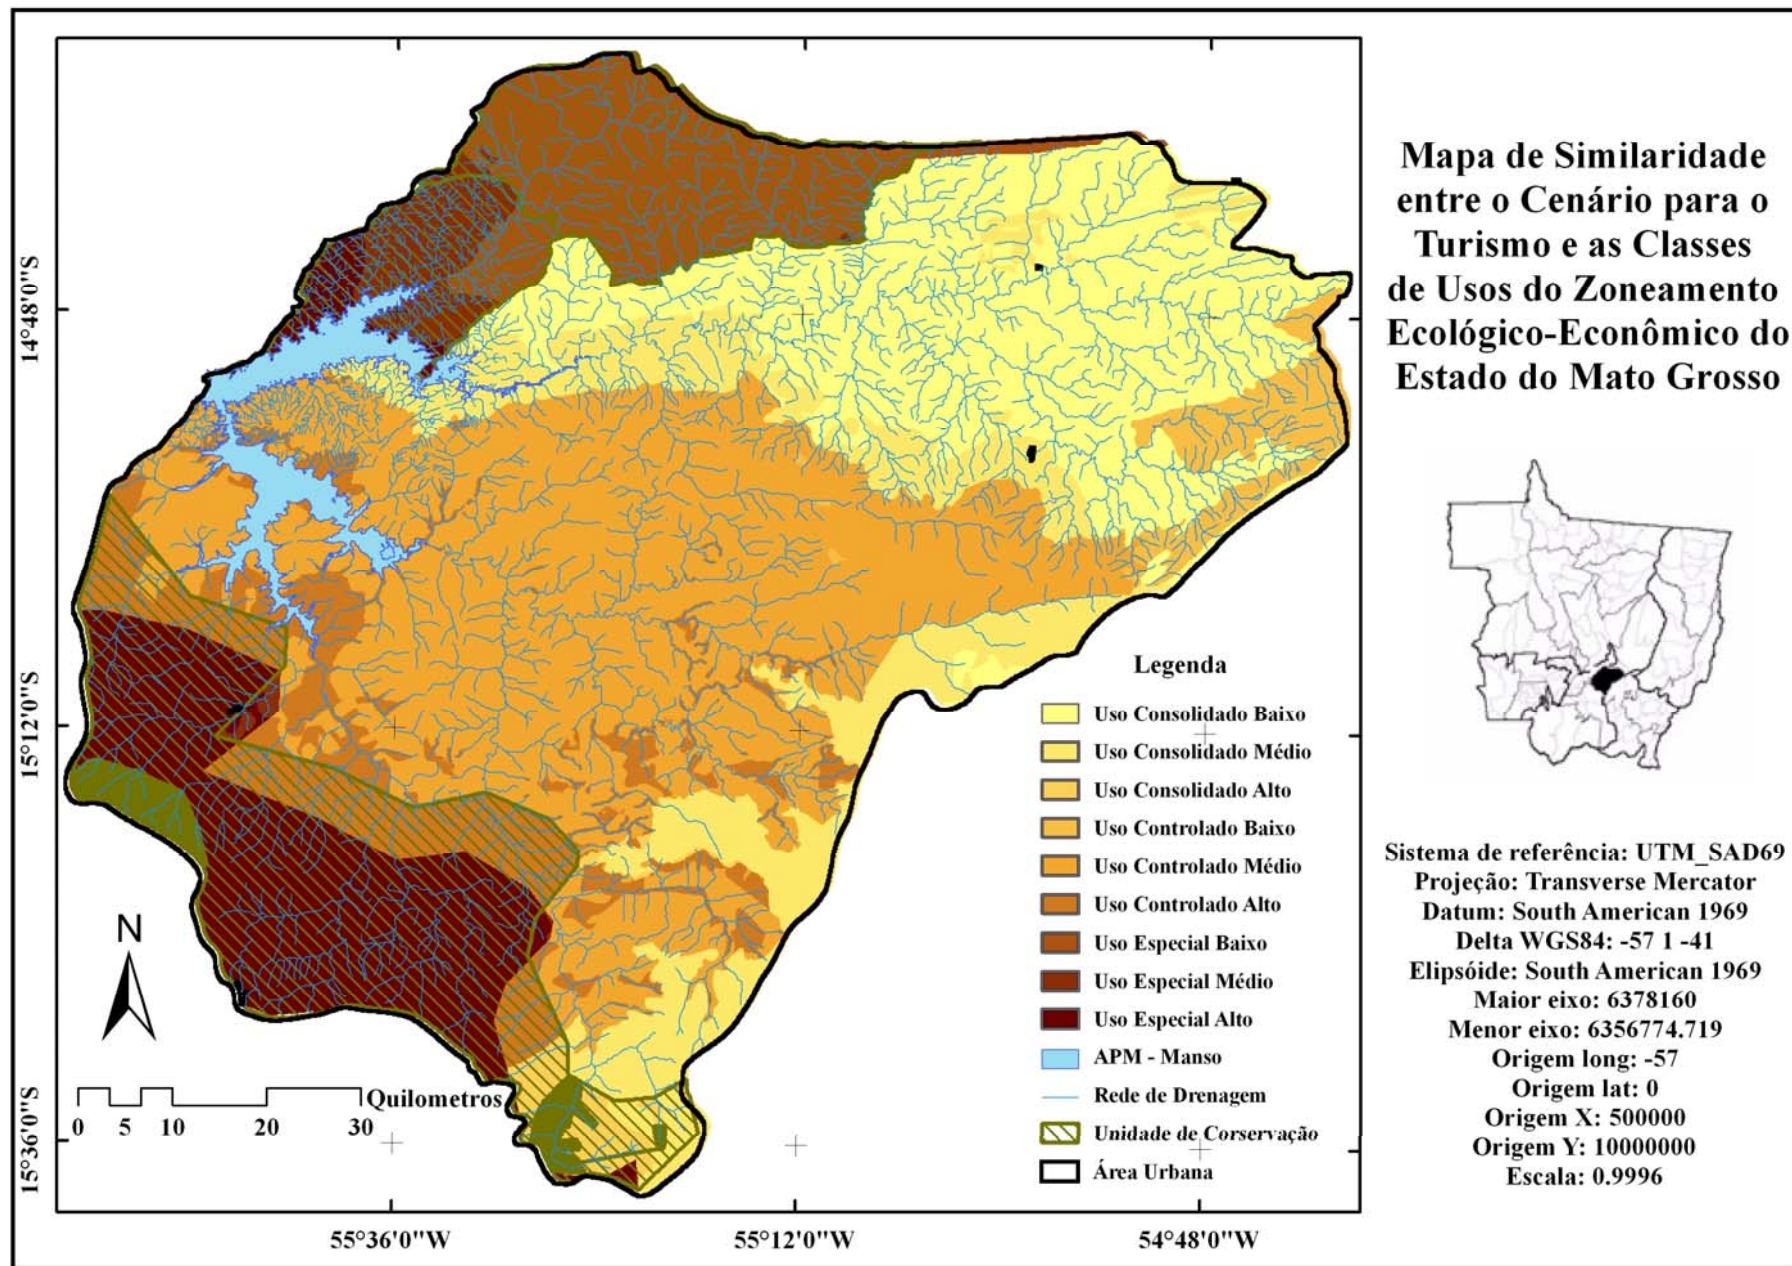 Mapa de Similaridade
entre o Cenário para o
Turismo e as Classes
de Usos do Zoneamento
Ecológico-Econômico do
Estado do Mato Grosso
14°48'0"S
15°12'0"S
15°36'0"S
Legenda
Uso Consolidado Baixo
Uso Consolidado Médio
Uso Consolidado Alto
Uso Controlado Baixo
Uso Controlado Médio
Uso Controlado Alto
Uso Especial Baixo
Uso Especial Médio
Uso Especial Alto
APM - Manso
Rede de Drenagem
Unidade de Corservação
Área Urbana
N
Quilometros
0 5 10 20 30
55°36'0"W 55°12'0"W 54°48'0"W
Sistema de referência: UTM_SAD69
Projeção: Transverse Mercator
Datum: South American 1969
Delta WGS84: -57 1 -41
Elipsóide: South American 1969
Maior eixo: 6378160
Menor eixo: 6356774.719
Origem long: -57
Origem lat: 0
Origem X: 500000
Origem Y: 10000000
Escala: 0.9996